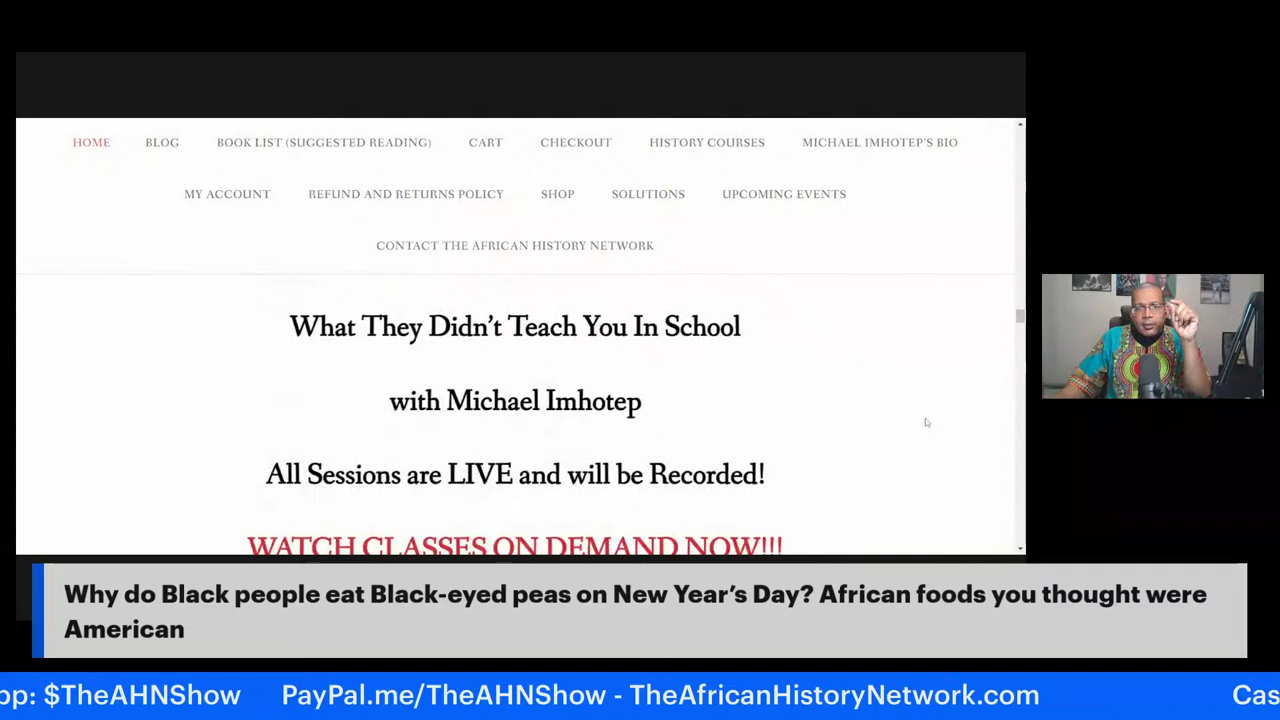 HOME BLOG BOOK LIST (SUGGESTED READING) CART CHECKOUT HISTORY COURSES MICHAEL IMHOTEP'S BIO
MY ACCOUNT REFUND AND RETURNS POLICY SHOP SOLUTIONS UPCOMING EVENTS
CONTACT THE AFRICAN HISTORY NETWORK
What They Didn't Teach You In School
with Michael Imhotep
All Sessions are LIVE and will be Recorded!
WATCH CLASSES ON DEMAND NOW!!!
Why do Black people eat Black-eyed peas on New Year's Day? African foods you thought were
American
pp: $TheAHNShow PayPal.me/TheAHNShow - TheAfricanHistoryNetwork.com Cas